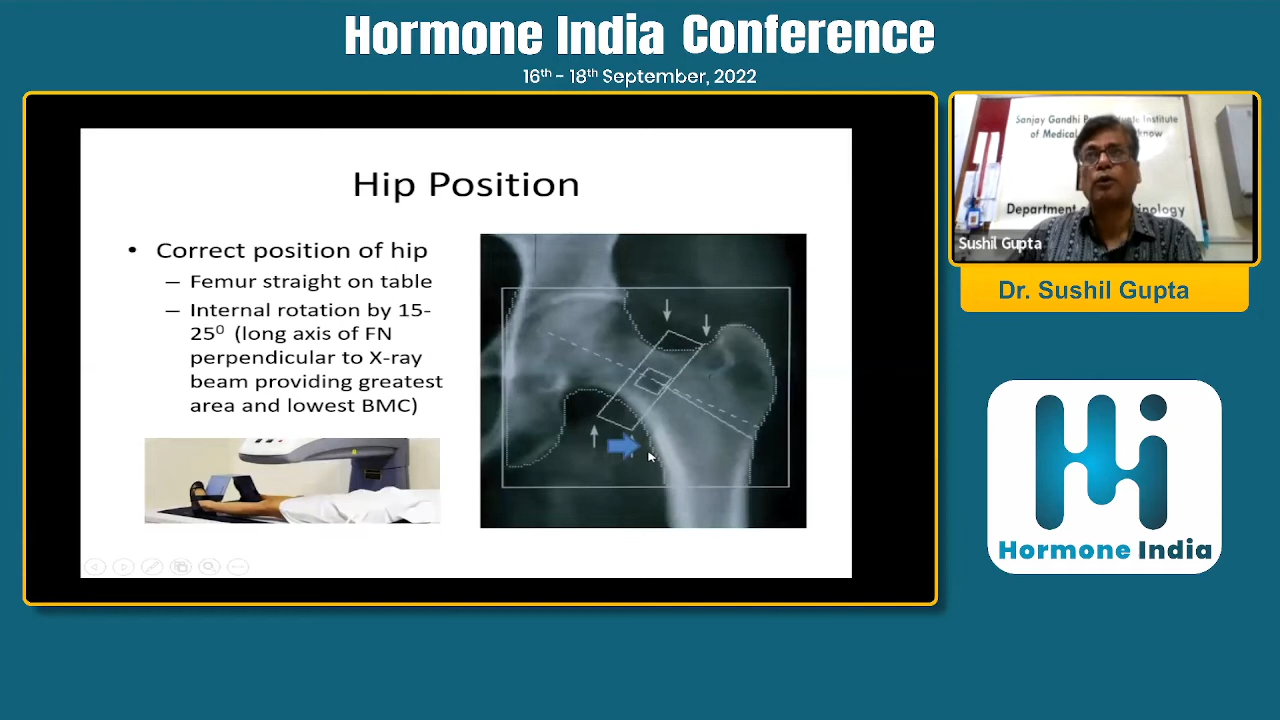 Hormone India Conference
16th - 18th September, 2022
Hip Position
• Correct position of hip
– Femur straight on table
– Internal rotation by 15-
25⁰ (long axis of FN
perpendicular to X-ray
beam providing greatest
area and lowest BMC)
Sanjay Gandhi Institute
of Medical
Department
Sushil Gupta
Dr. Sushil Gupta
Hi
Hormone India